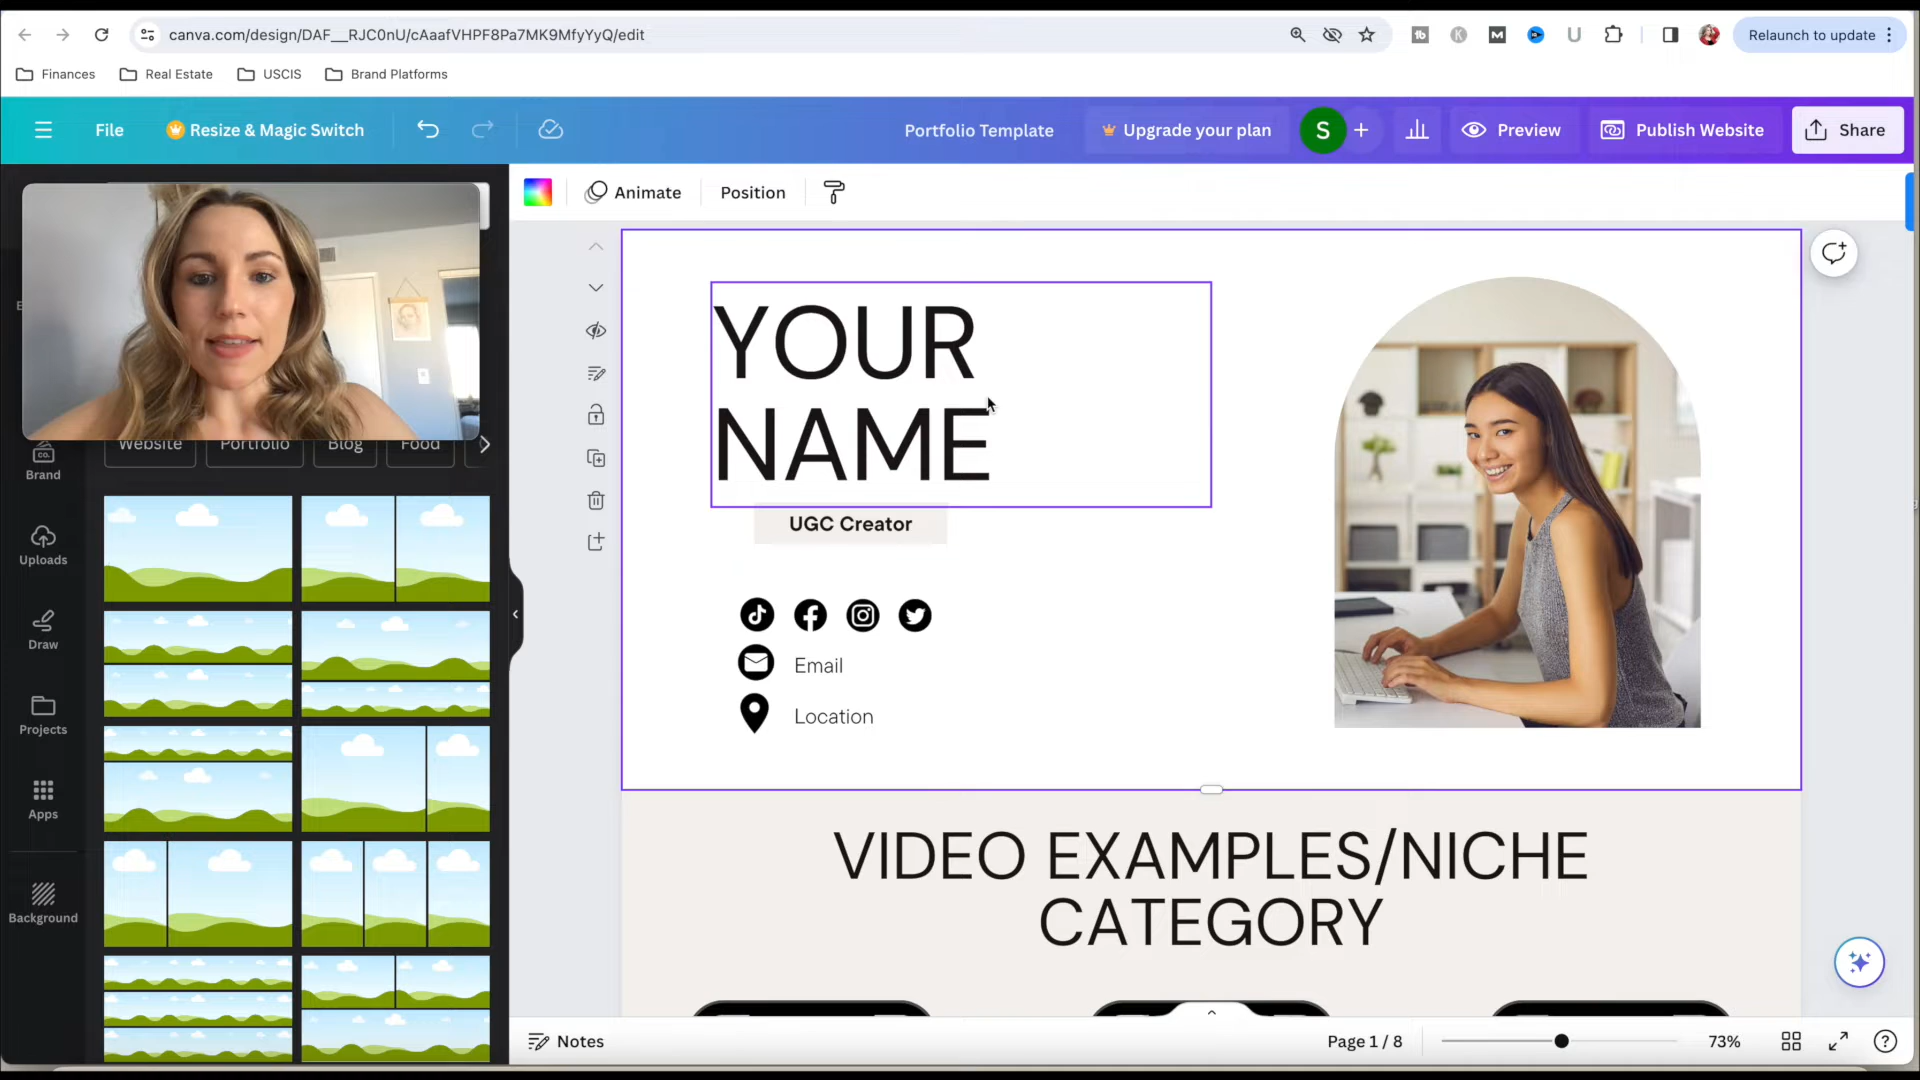 canva.com/design/DAF__RJC0nU/cAaafVHPF8Pa7MK9MfyYyQ/edit
Relaunch to update
Finances
Real Estate
USCIS
Brand Platforms
File
Resize & Magic Switch
Portfolio Template
Upgrade your plan
S
Preview
Publish Website
Share
Animate
Position
Website
Portfolio
Blog
Food
Brand
Uploads
Draw
Projects
Apps
Background
YOUR
NAME
UGC Creator
Email
Location
VIDEO EXAMPLES/NICHE
CATEGORY
Notes
Page 1 / 8
73%